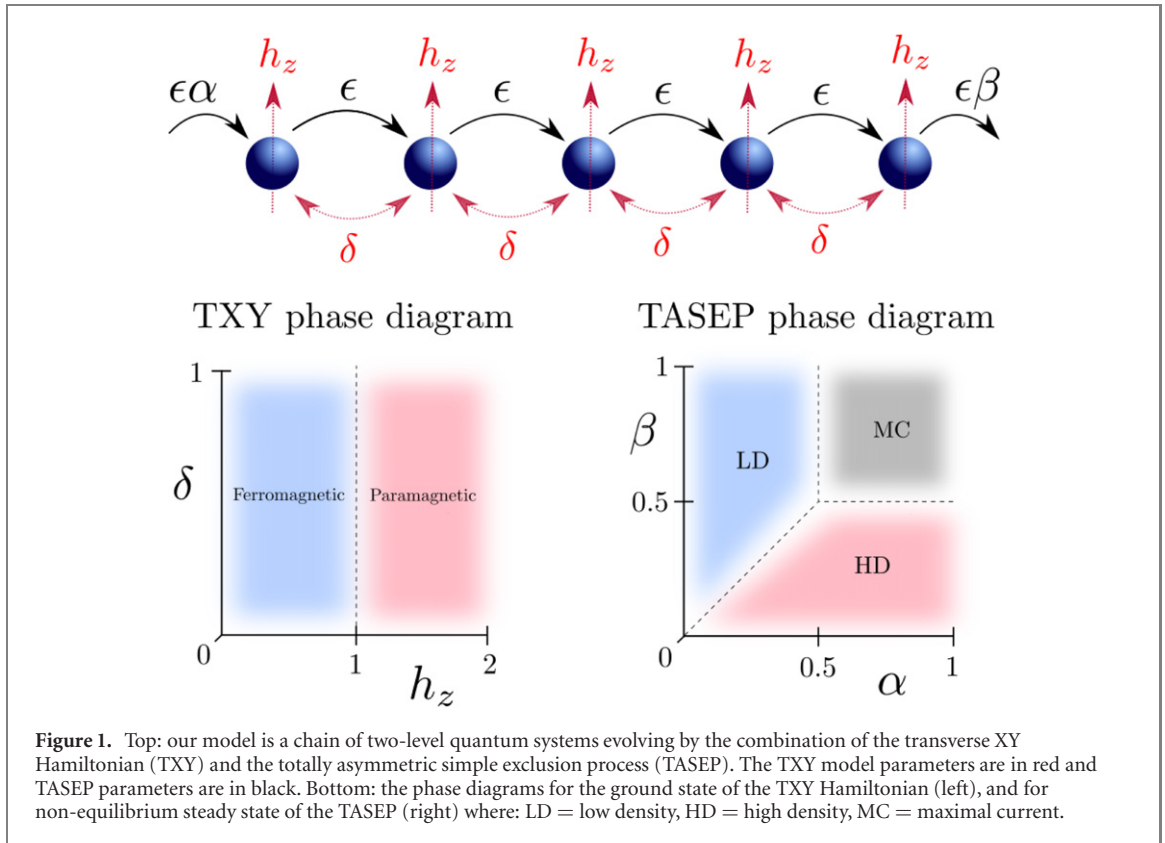 h_z h_z h_z h_z h_z
ϵα ϵ ϵ ϵ ϵ ϵβ
δ δ δ δ
TXY phase diagram
1
δ
Ferromagnetic Paramagnetic
0
1
2
h_z
TASEP phase diagram
1
β
MC
LD
0.5
HD
0
0.5
1
α
Figure 1. Top: our model is a chain of two-level quantum systems evolving by the combination of the transverse XY
Hamiltonian (TXY) and the totally asymmetric simple exclusion process (TASEP). The TXY model parameters are in red and
TASEP parameters are in black. Bottom: the phase diagrams for the ground state of the TXY Hamiltonian (left), and for
non-equilibrium steady state of the TASEP (right) where: LD = low density, HD = high density, MC = maximal current.